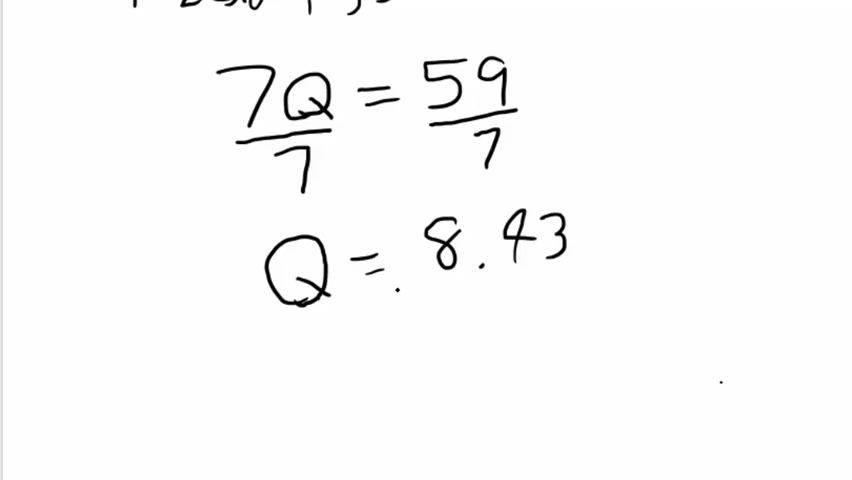 7Q = 59
7 7
Q = 8.43